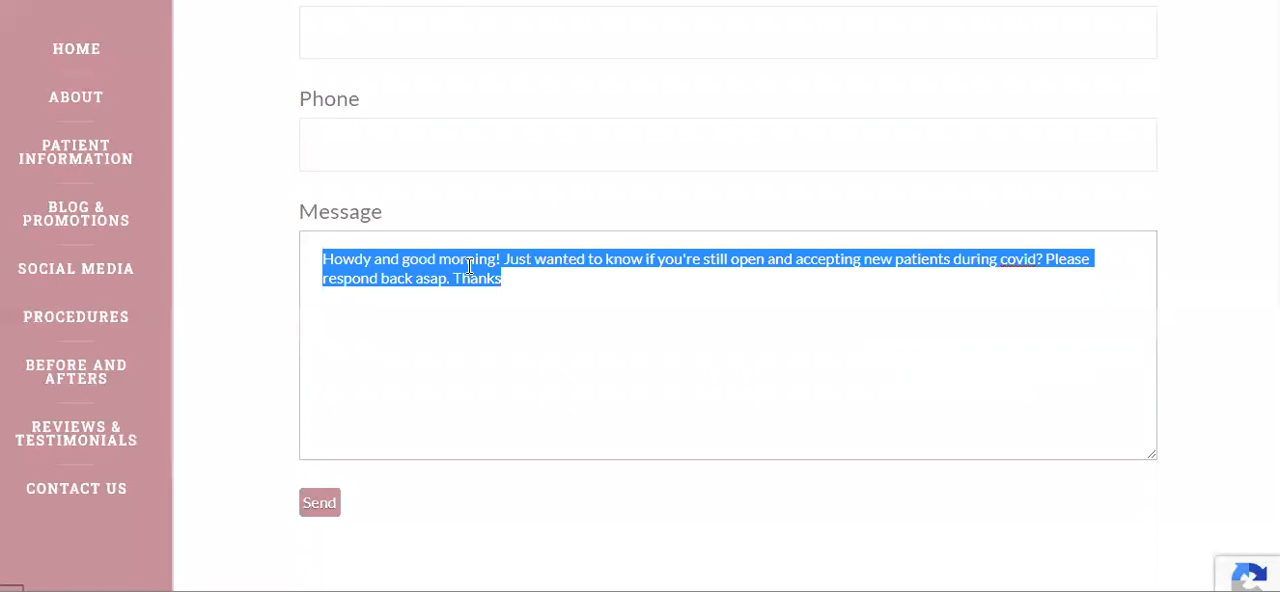 HOME
ABOUT
PATIENT
INFORMATION
BLOG &
PROMOTIONS
SOCIAL MEDIA
PROCEDURES
BEFORE AND
AFTERS
REVIEWS &
TESTIMONIALS
CONTACT US
Phone
Message
Howdy and good morning! Just wanted to know if you're still open and accepting new patients during covid? Please
respond back asap. Thanks
Send